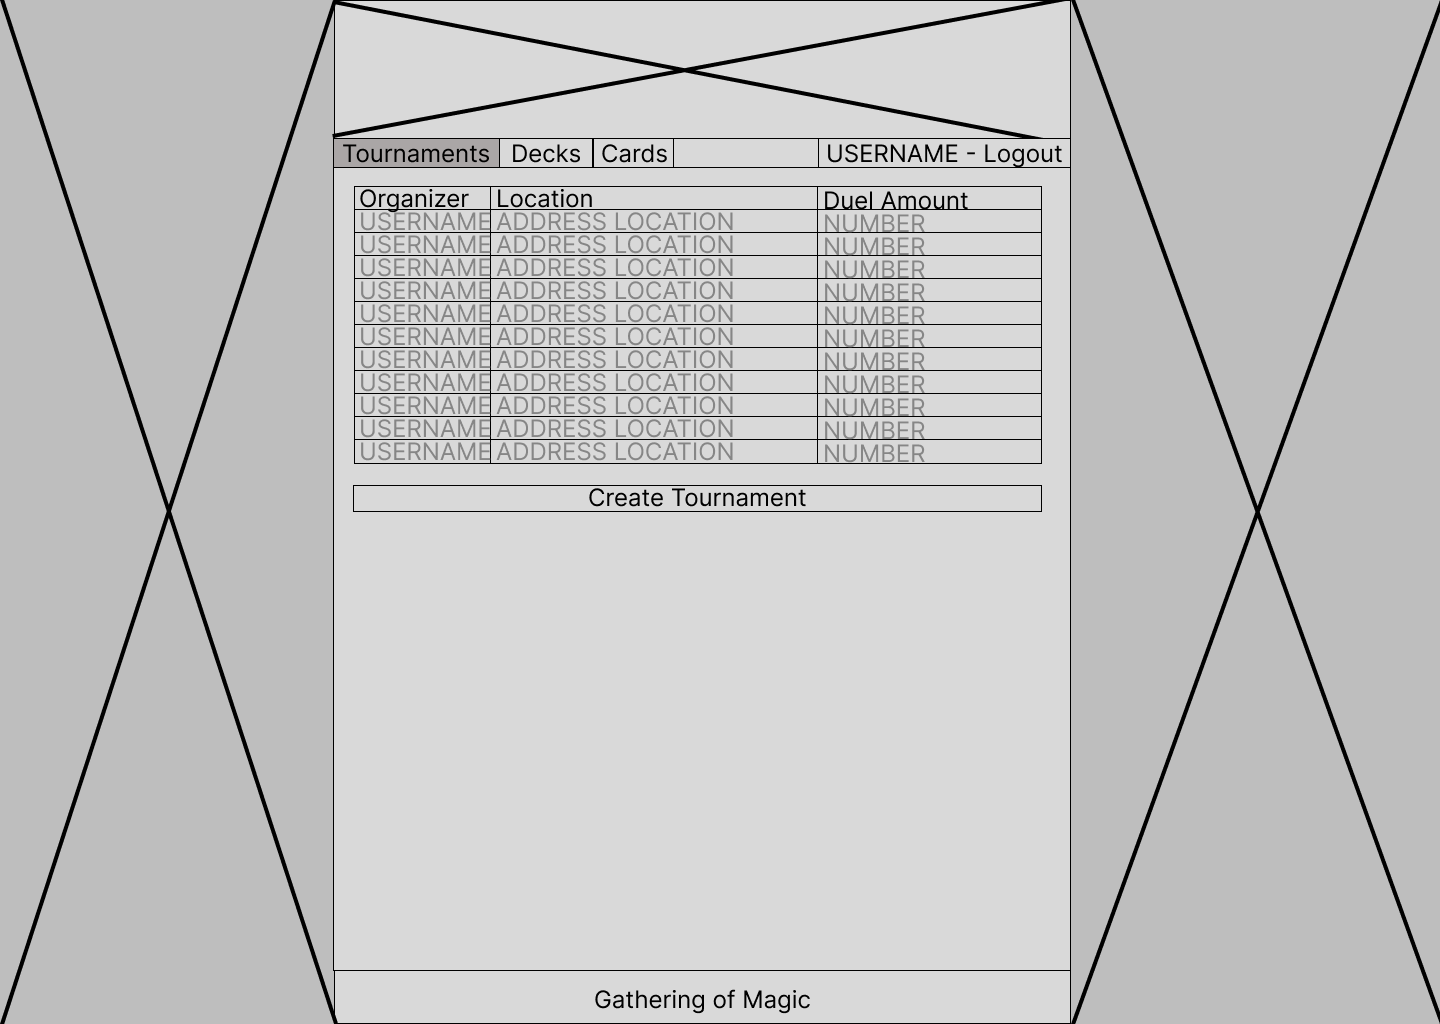 Tournaments Decks Cards USERNAME - Logout
Organizer Location Duel Amount
USERNAME ADDRESS LOCATION NUMBER
USERNAME ADDRESS LOCATION NUMBER
USERNAME ADDRESS LOCATION NUMBER
USERNAME ADDRESS LOCATION NUMBER
USERNAME ADDRESS LOCATION NUMBER
USERNAME ADDRESS LOCATION NUMBER
USERNAME ADDRESS LOCATION NUMBER
USERNAME ADDRESS LOCATION NUMBER
USERNAME ADDRESS LOCATION NUMBER
USERNAME ADDRESS LOCATION NUMBER
USERNAME ADDRESS LOCATION NUMBER
Create Tournament
Gathering of Magic